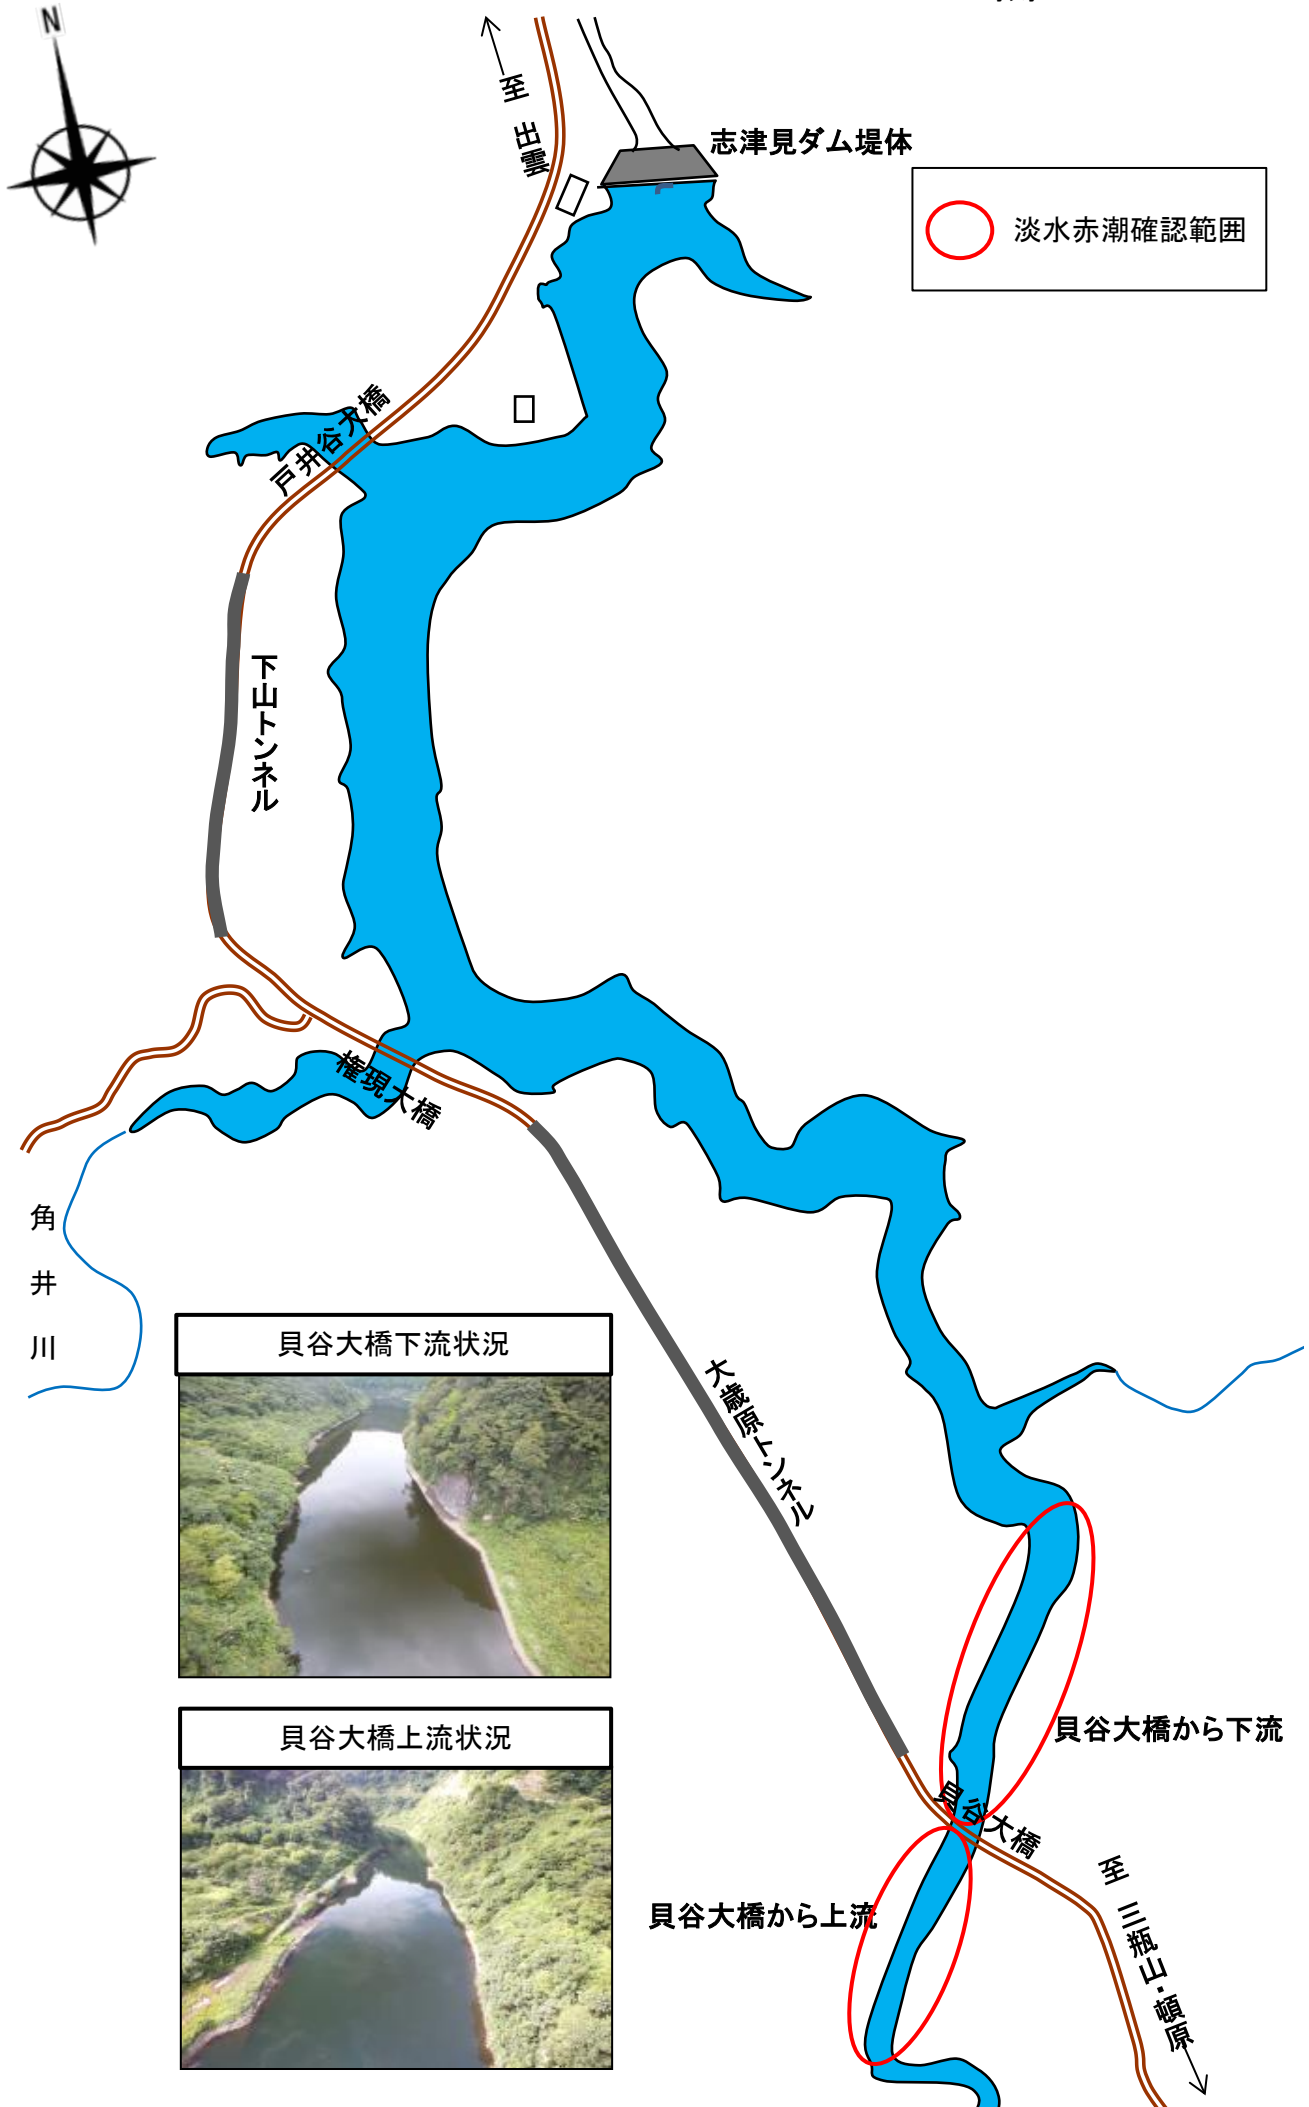 N
至 出雲
志津見ダム堤体
淡水赤潮確認範囲
戸井谷大橋
下山トンネル
権現大橋
角井川
貝谷大橋下流状況
大歳原トンネル
貝谷大橋上流状況
貝谷大橋から下流
貝谷大橋
貝谷大橋から上流
至 三瓶山・頓原